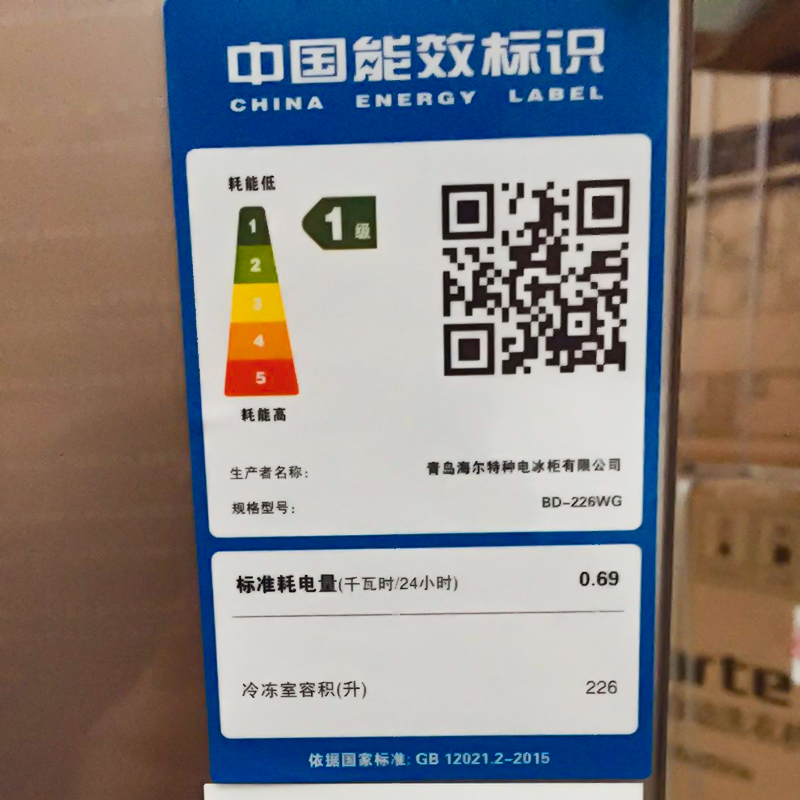 中国能效标识
CHINA ENERGY LABEL
耗能低
1
1级
2
3
4
5
耗能高
生产者名称: 青岛海尔特种电冰柜有限公司
规格型号: BD-226WG
标准耗电量(千瓦时/24小时) 0.69
冷冻室容积(升) 226
依据国家标准: GB 12021.2-2015
arte